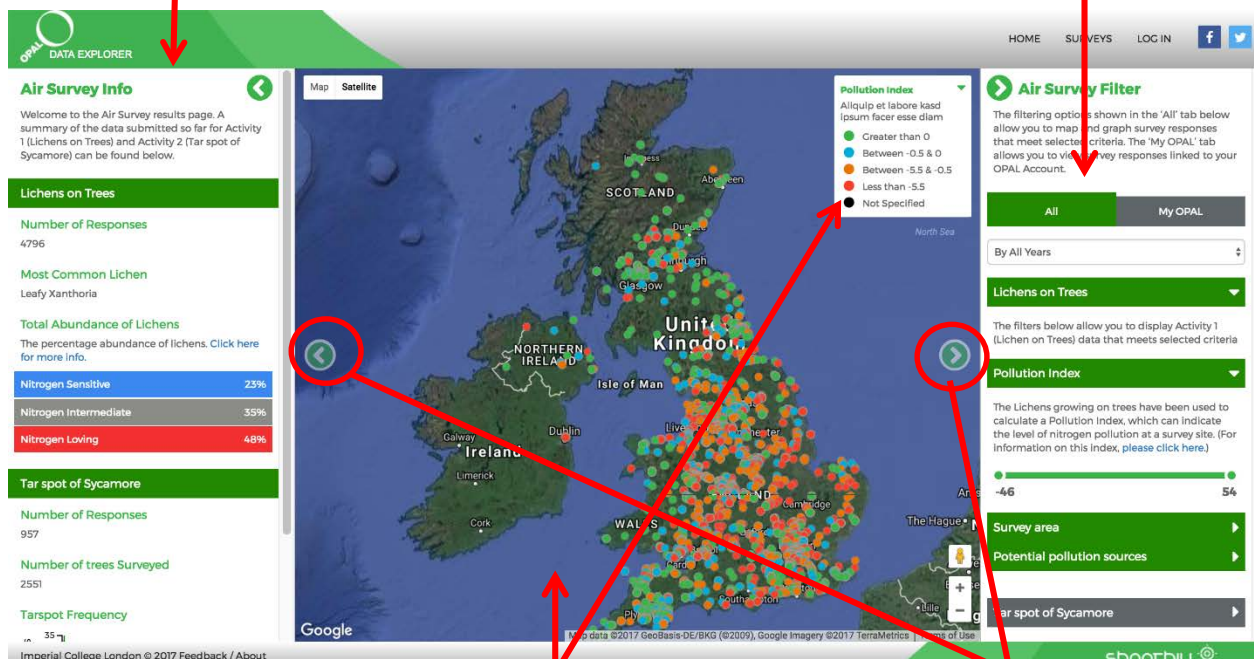 OPAL
DATA EXPLORER
HOME SURVEYS LOG IN f
Air Survey Info
Welcome to the Air Survey results page. A
summary of the data submitted so far for Activity
1 (Lichens on Trees) and Activity 2 (Tar spot of
Sycamore) can be found below.
Lichens on Trees
Number of Responses
4796
Most Common Lichen
Leafy Xanthoria
Total Abundance of Lichens
The percentage abundance of lichens. Click here
for more info.
Nitrogen Sensitive 23%
Nitrogen Intermediate 35%
Nitrogen Loving 48%
Tar spot of Sycamore
Number of Responses
957
Number of trees Surveyed
2551
Tarspot Frequency
35
Map Satellite
Pollution Index
Aliquip et labore kasd
ipsum facer esse diam
Greater than 0
Between -0.5 & 0
Between -5.5 & -0.5
Less than -5.5
Not Specified
Inverness
Aberdeen
SCOTLAND
Dundee
North Sea
Edinburgh
Glasgow
United
Kingdom
NORTHERN
IRELAND
Isle of Man
Dublin
Galway
Ireland
Limerick
Cork
WALES
ENGLAND
Cambridge
The Hague
Southampton
Lille
Google
Map data ©2017 GeoBasis-DE/BKG (©2009), Google Imagery ©2017 TerraMetrics Terms of Use
Air Survey Filter
The filtering options shown in the 'All' tab below
allow you to map and graph survey responses
that meet selected criteria. The 'My OPAL' tab
allows you to view survey responses linked to your
OPAL Account.
All My OPAL
By All Years
Lichens on Trees
The filters below allow you to display Activity 1
(Lichen on Trees) data that meets selected criteria
Pollution Index
The Lichens growing on trees have been used to
calculate a Pollution Index, which can indicate
the level of nitrogen pollution at a survey site. (For
information on this index, please click here.)
-46 54
Survey area
Potential pollution sources
Tar spot of Sycamore
Imperial College London © 2017 Feedback / About